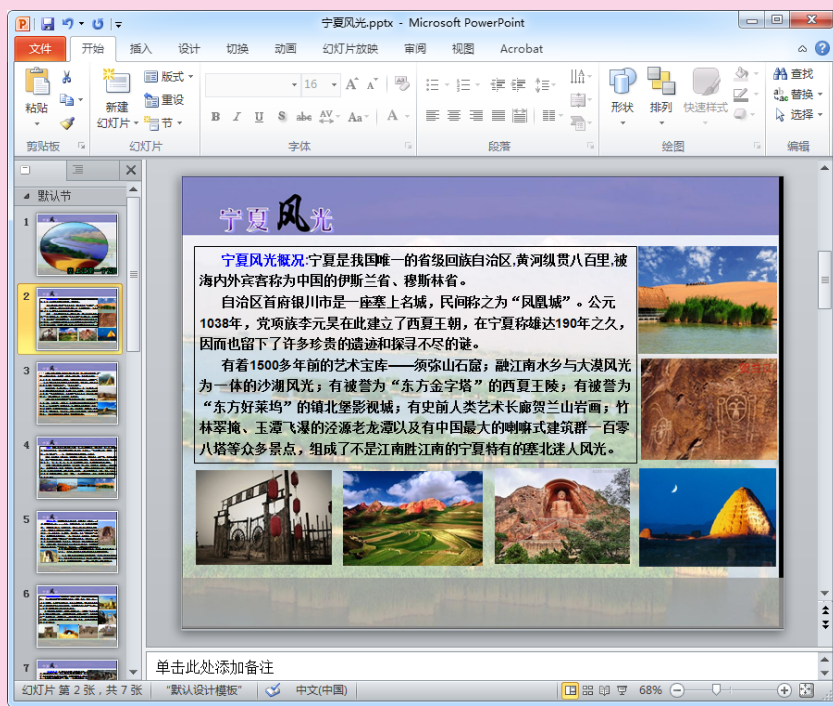 宁夏风光.pptx - Microsoft PowerPoint
文件 开始 插入 设计 切换 动画 幻灯片放映 审阅 视图 Acrobat
粘贴
剪贴板
新建
幻灯片
版式
重设
节
幻灯片
16
B I U S abc AV Aa A
字体
段落
形状 排列 快速样式
绘图
查找
替换
选择
编辑
默认节
1
2
3
4
5
6
7
宁夏风光
宁夏风光概况:宁夏是我国唯一的省级回族自治区,黄河纵贯八百里,被
海内外宾客称为中国的伊斯兰省、穆斯林省。
自治区首府银川市是一座塞上名城，民间称之为“凤凰城”。公元
1038年，党项族李元昊在此建立了西夏王朝，在宁夏称雄达190年之久，
因而也留下了许多珍贵的遗迹和探寻不尽的谜。
有着1500多年前的艺术宝库——须弥山石窟；融江南水乡与大漠风光
为一体的沙湖风光；有被誉为“东方金字塔”的西夏王陵；有被誉为
“东方好莱坞”的镇北堡影视城；有史前人类艺术长廊贺兰山岩画；竹
林翠掩、玉潭飞瀑的泾源老龙潭以及有中国最大的喇嘛式建筑群一百零
八塔等众多景点，组成了不是江南胜江南的宁夏特有的塞北迷人风光。
单击此处添加备注
幻灯片 第 2 张，共 7 张 “默认设计模板” 中文(中国) 68%